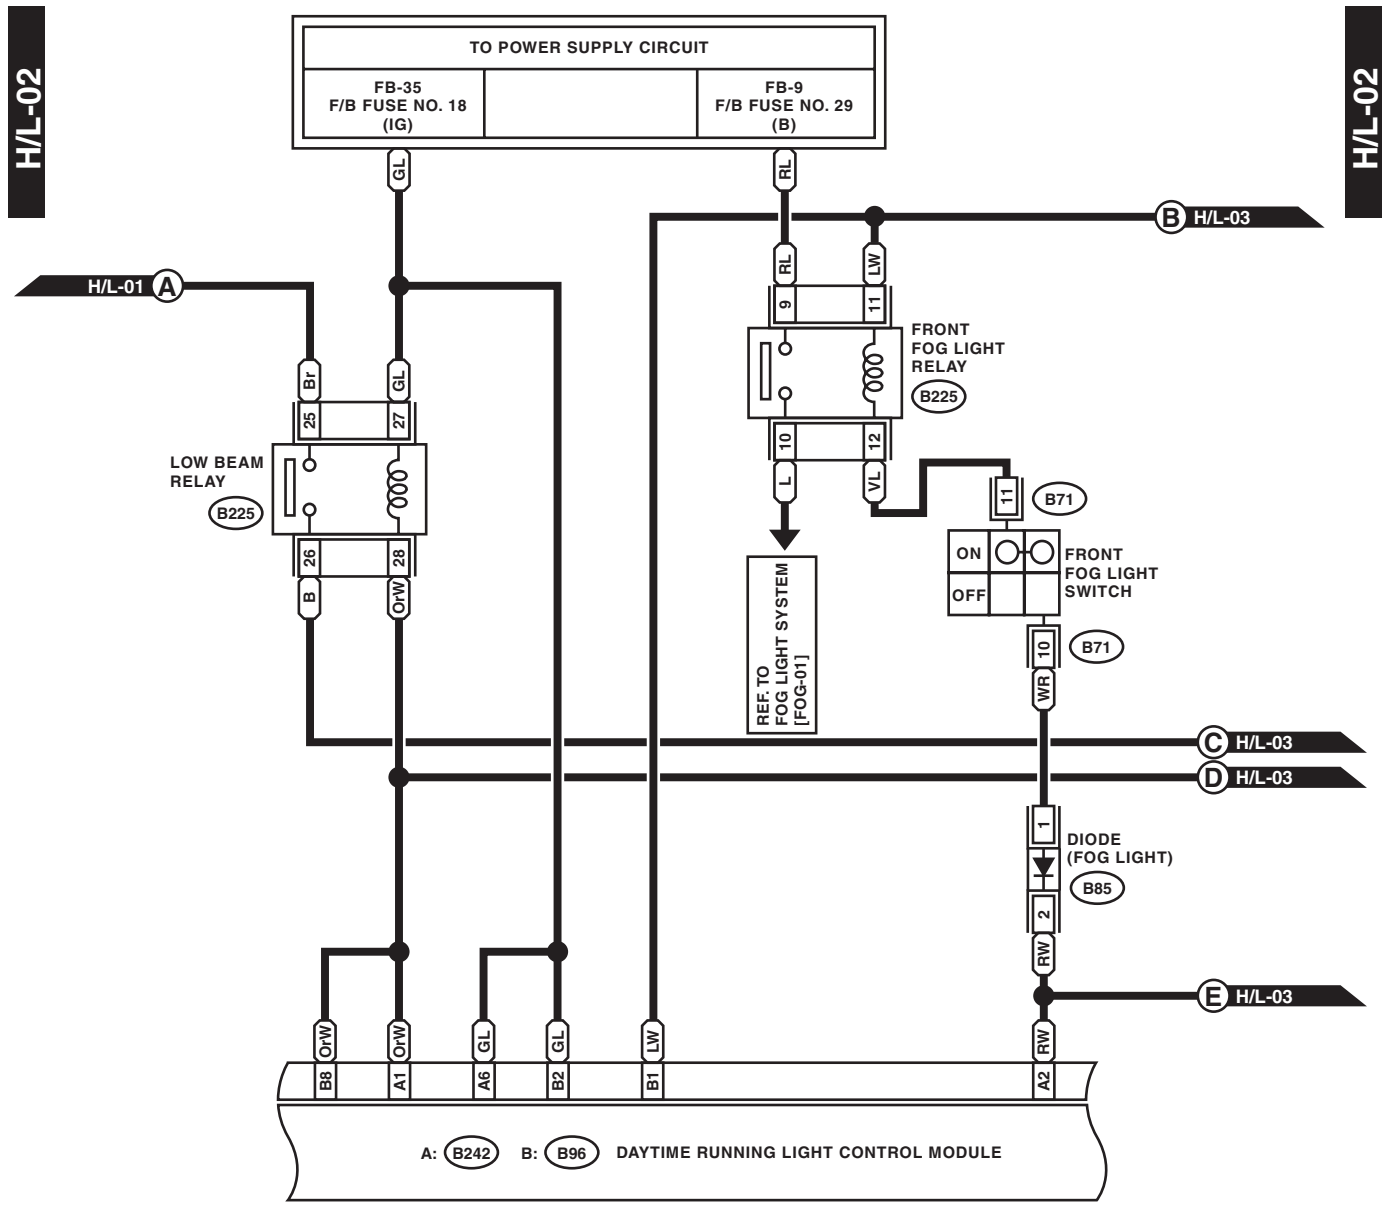 H/L-02
H/L-02
TO POWER SUPPLY CIRCUIT
FB-35
F/B FUSE NO. 18
(IG)
FB-9
F/B FUSE NO. 29
(B)
GL
RL
B H/L-03
H/L-01 A
RL
LW
9
11
FRONT
FOG LIGHT
RELAY
B225
Br
GL
25
27
10
12
LOW BEAM
RELAY
B225
L
VL
11
B71
26
28
ON
OFF
FRONT
FOG LIGHT
SWITCH
B
OrW
REF. TO
FOG LIGHT SYSTEM
[FOG-01]
10
B71
WR
C H/L-03
D H/L-03
1
DIODE
(FOG LIGHT)
B85
2
RW
E H/L-03
OrW
OrW
GL
GL
LW
RW
B8
A1
A6
B2
B1
A2
A: B242 B: B96 DAYTIME RUNNING LIGHT CONTROL MODULE